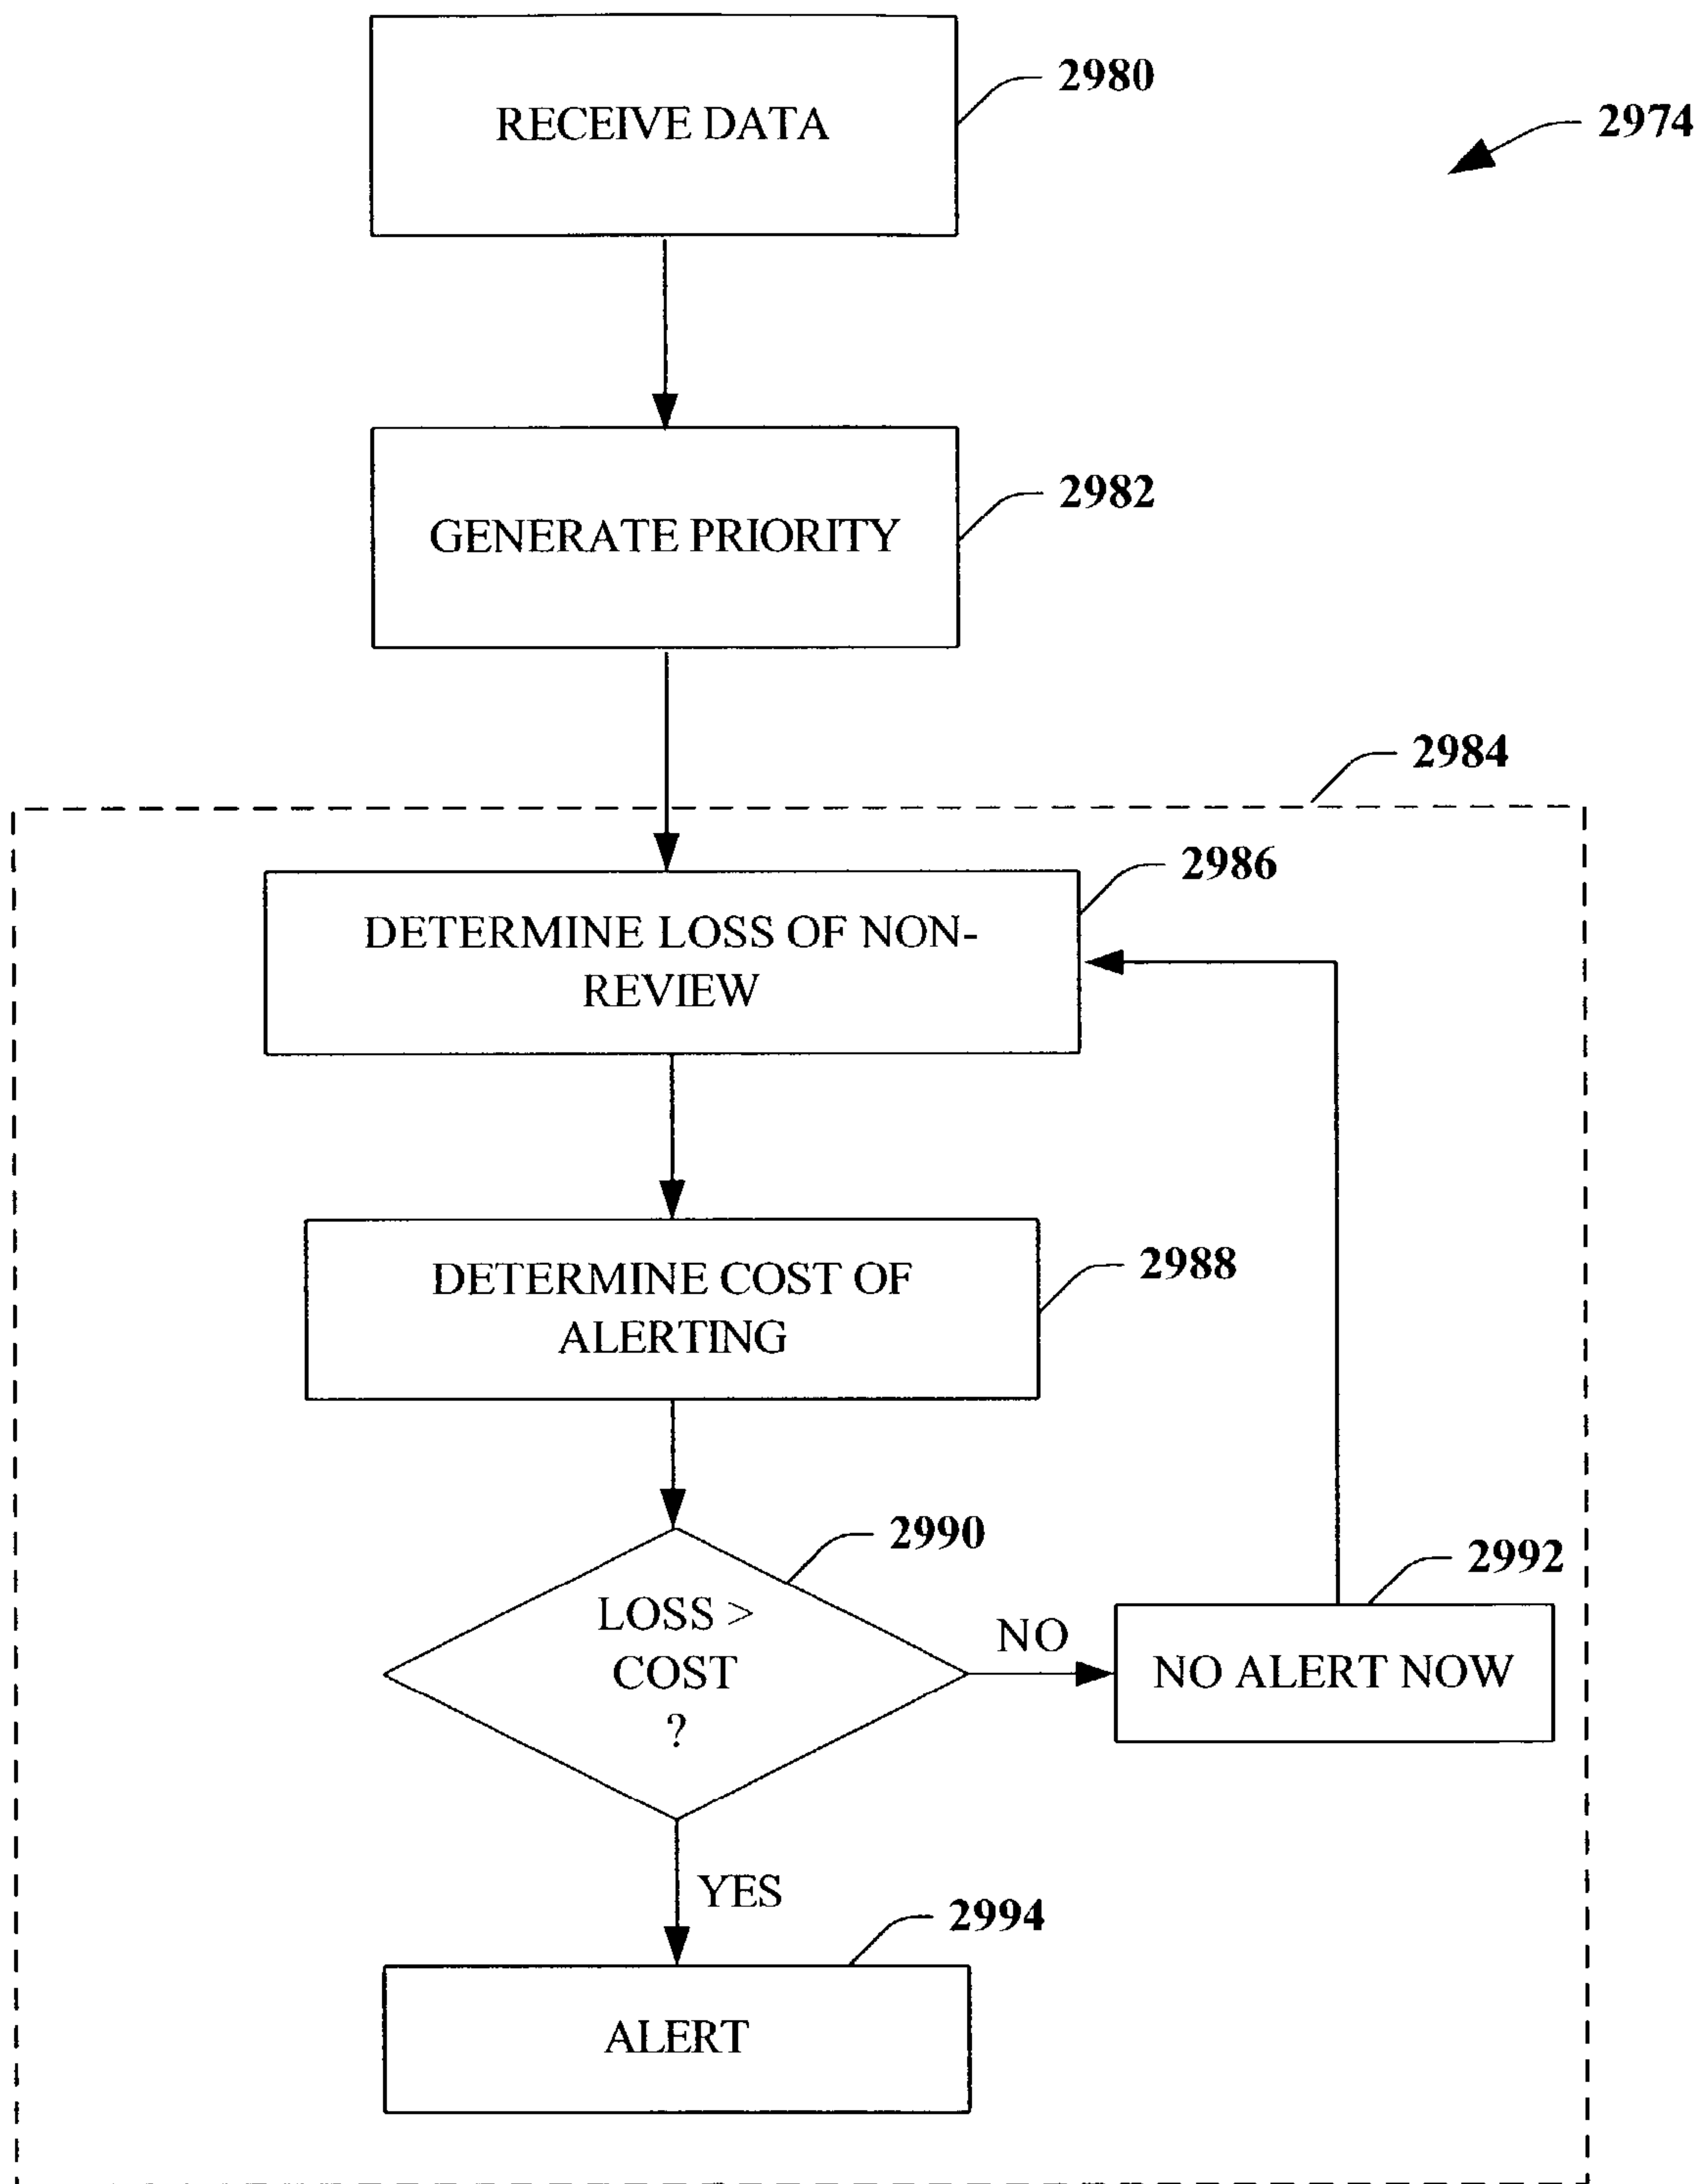 RECEIVE DATA
2980
2974
GENERATE PRIORITY
2982
2984
2986
DETERMINE LOSS OF NON-
REVIEW
DETERMINE COST OF
ALERTING
2988
2990
LOSS >
COST
?
NO
2992
NO ALERT NOW
YES
2994
ALERT